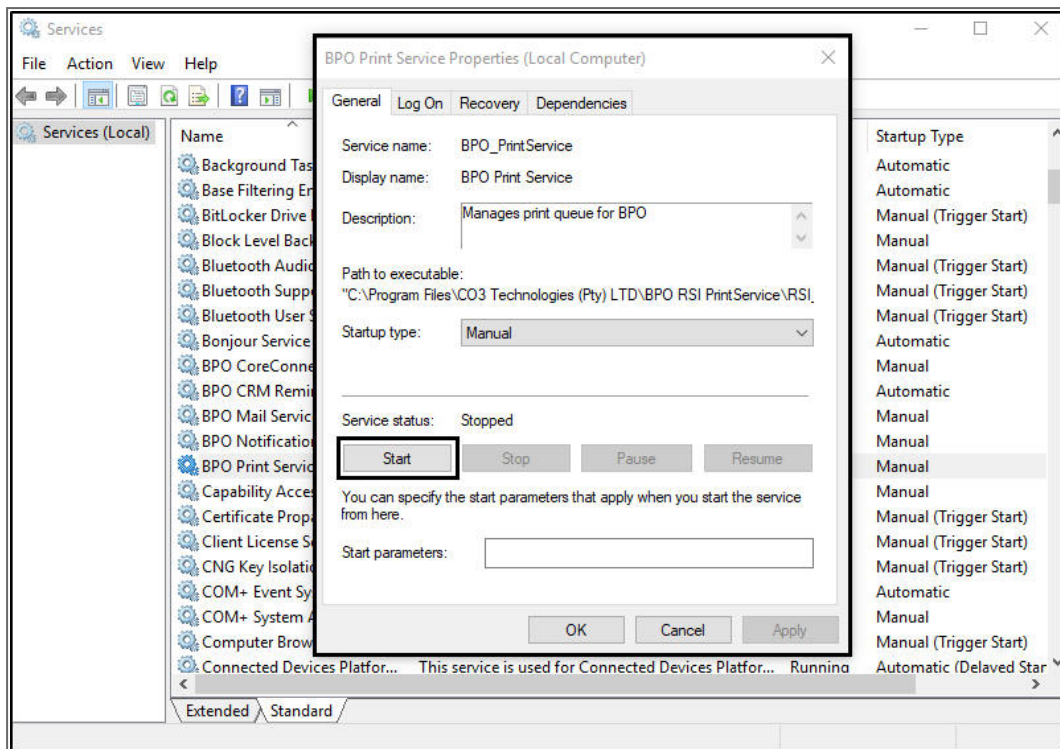 Services
File Action View Help
Services (Local)
Name
Startup Type
Background Tas
Automatic
Base Filtering En
Automatic
BitLocker Drive
Manual (Trigger Start)
Block Level Back
Manual
Bluetooth Audio
Manual (Trigger Start)
Bluetooth Supp
Manual (Trigger Start)
Bluetooth User S
Manual (Trigger Start)
Bonjour Service
Automatic
BPO CoreConne
Manual
BPO CRM Remi
Automatic
BPO Mail Servic
Manual
BPO Notification
Manual
BPO Print Servic
Manual
Capability Acces
Manual
Certificate Propa
Manual (Trigger Start)
Client License Se
Manual (Trigger Start)
CNG Key Isolatio
Manual (Trigger Start)
COM+ Event Sy
Automatic
COM+ System A
Manual
Computer Brow
Manual (Trigger Start)
Connected Devices Platfor... This service is used for Connected Devices Platfor... Running Automatic (Delayed Star
Extended Standard
BPO Print Service Properties (Local Computer)
General Log On Recovery Dependencies
Service name: BPO_PrintService
Display name: BPO Print Service
Description: Manages print queue for BPO
Path to executable:
"C:\Program Files\CO3 Technologies (Pty) LTD\BPO RSI PrintService\RSI_
Startup type: Manual
Service status: Stopped
Start Stop Pause Resume
You can specify the start parameters that apply when you start the service
from here.
Start parameters:
OK Cancel Apply